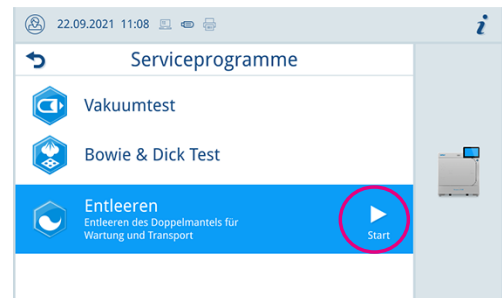 22.09.2021 11:08
i
Serviceprogramme
Vakuumtest
Bowie & Dick Test
Entleeren
Entleeren des Doppelmantels für
Wartung und Transport
Start